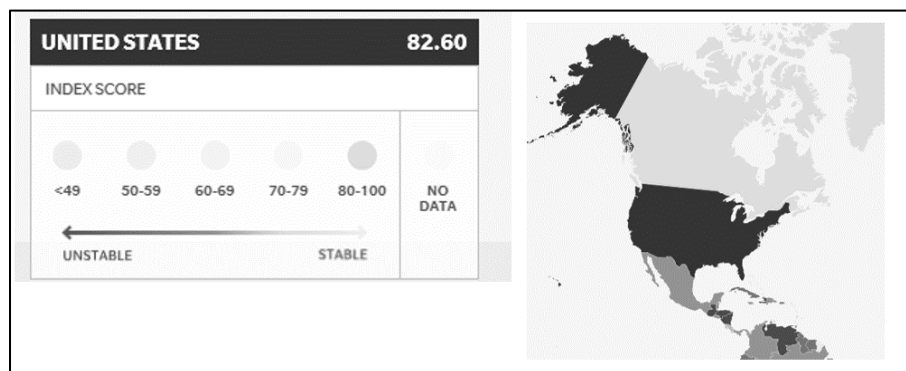 UNITED STATES 82.60
INDEX SCORE
<49 50-59 60-69 70-79 80-100 NO DATA
UNSTABLE STABLE